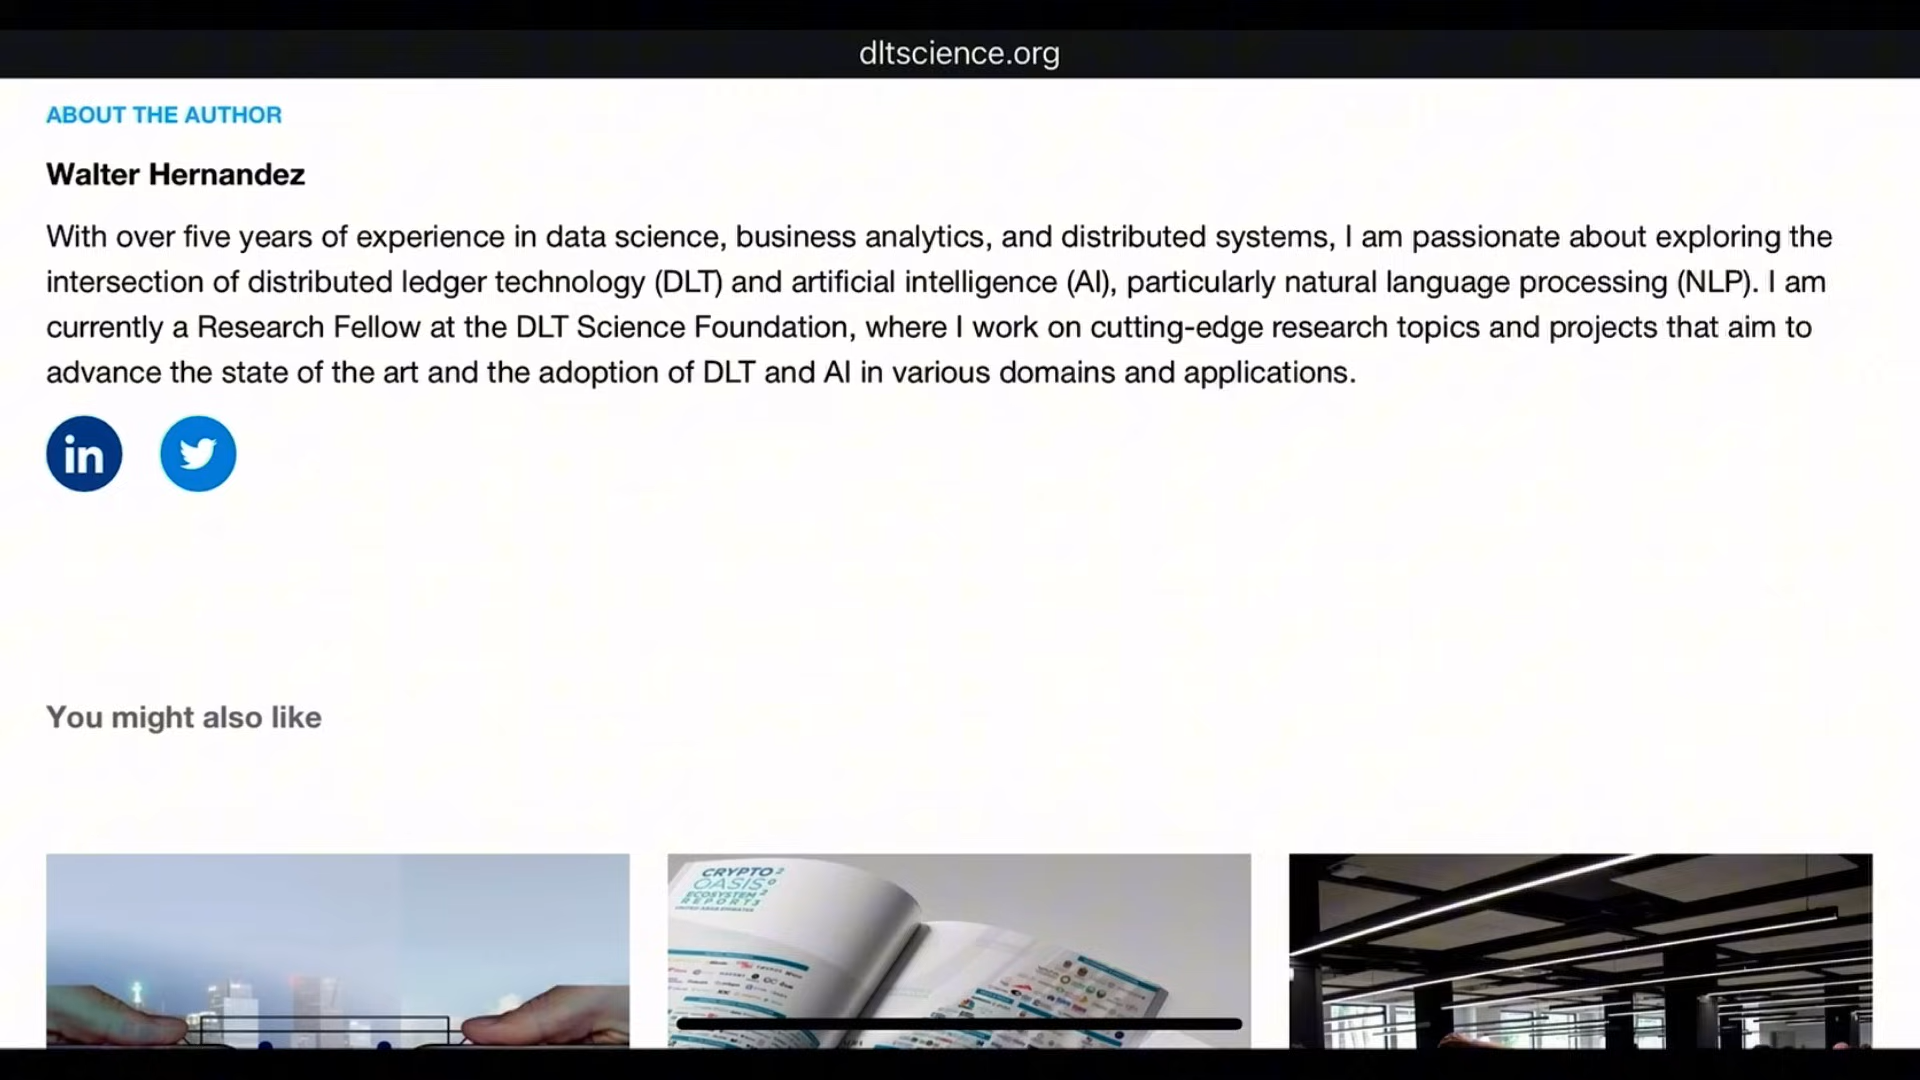 dltscience.org
ABOUT THE AUTHOR
Walter Hernandez
With over five years of experience in data science, business analytics, and distributed systems, I am passionate about exploring the
intersection of distributed ledger technology (DLT) and artificial intelligence (AI), particularly natural language processing (NLP). I am
currently a Research Fellow at the DLT Science Foundation, where I work on cutting-edge research topics and projects that aim to
advance the state of the art and the adoption of DLT and AI in various domains and applications.
in
You might also like
CRYPTO
OASIS
ECOSYSTEM
REPORT
UNITED ARAB EMIRATES